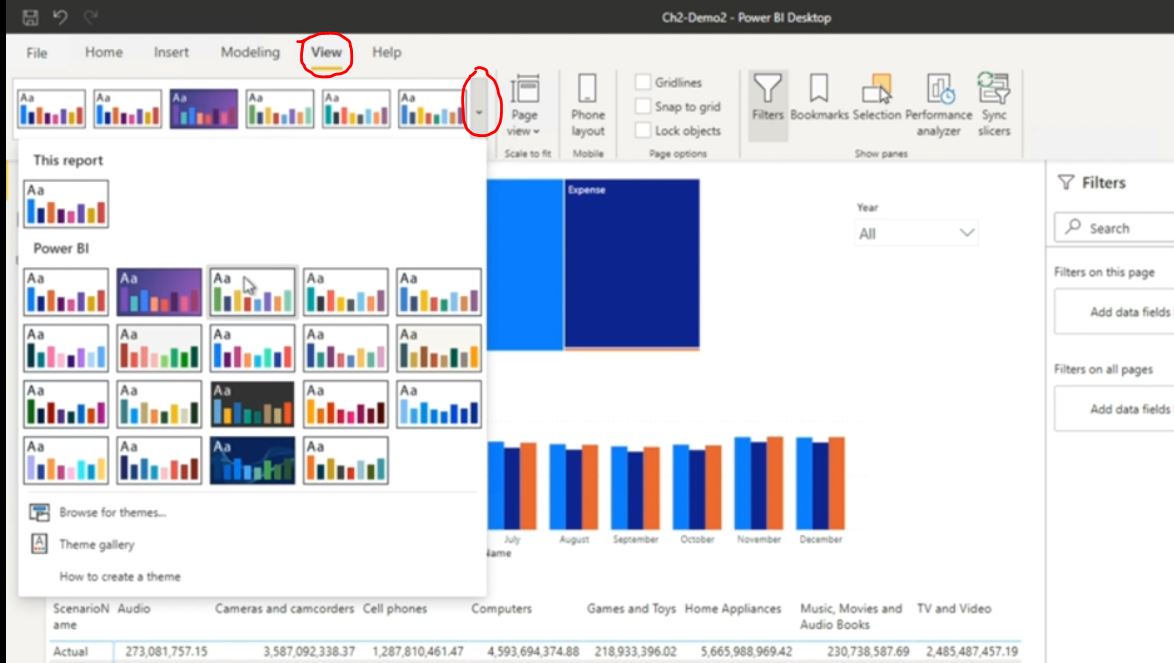 Ch2-Demo2 - Power BI Desktop
File Home Insert Modeling View Help
Aa Aa Aa Aa Aa Aa
Page view
Scale to fit
Phone layout
Mobile
Gridlines
Snap to grid
Lock objects
Page options
Filters Bookmarks Selection Performance analyzer Sync slicers
Show panes
This report
Aa
Power BI
Aa Aa Aa Aa Aa
Aa Aa Aa Aa Aa
Aa Aa Aa Aa Aa
Aa Aa Aa Aa
Browse for themes...
Theme gallery
How to create a theme
Expense
Year
All
Filters
Search
Filters on this page
Add data fields
Filters on all pages
Add data fields
July August September October November December
Name
ScenarioN Audio Cameras and camcorders Cell phones Computers Games and Toys Home Appliances Music, Movies and TV and Video
ame Audio Books
Actual 273,081,757.15 3,587,092,338.37 1,287,810,461.47 4,593,694,374.88 218,933,396.02 5,665,988,969.42 230,738,587.69 2,485,487,457.19